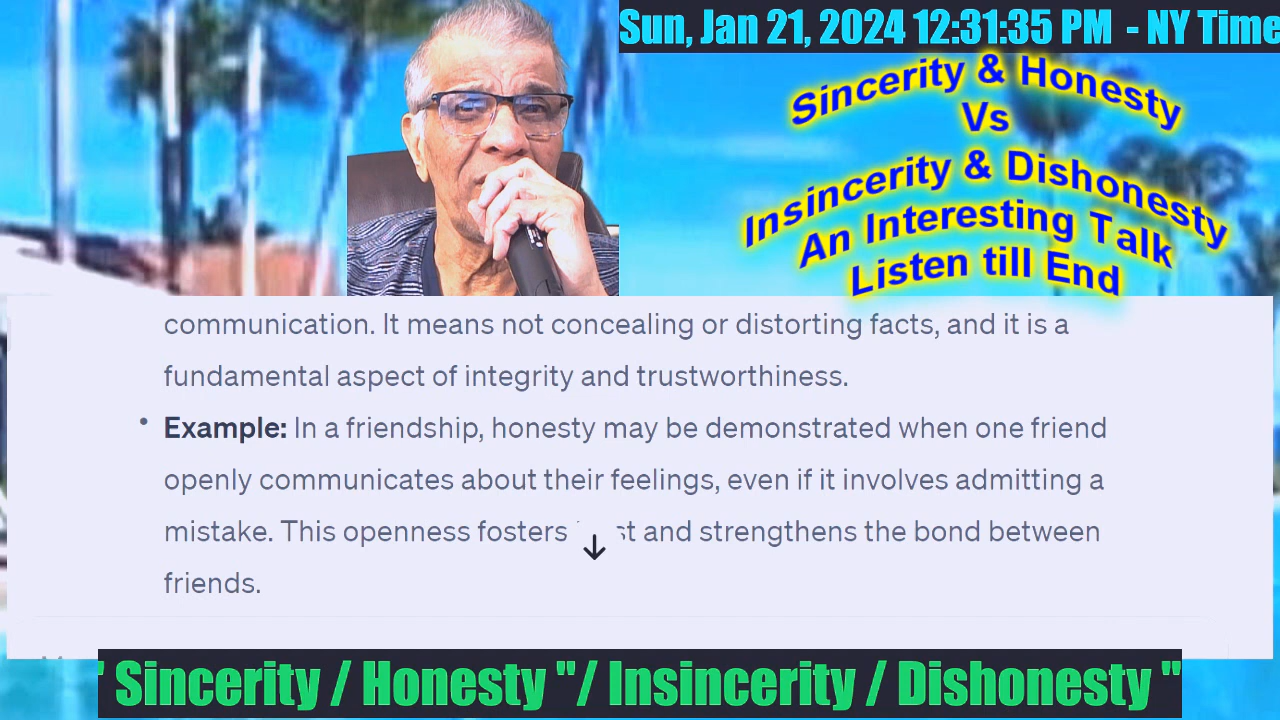 Sun, Jan 21, 2024 12:31:35 PM - NY Time
Sincerity & Honesty
Vs
Insincerity & Dishonesty
An Interesting Talk
Listen till End
communication. It means not concealing or distorting facts, and it is a
fundamental aspect of integrity and trustworthiness.
• Example: In a friendship, honesty may be demonstrated when one friend
openly communicates about their feelings, even if it involves admitting a
mistake. This openness fosters st and strengthens the bond between
friends.
" Sincerity / Honesty "/ Insincerity / Dishonesty "